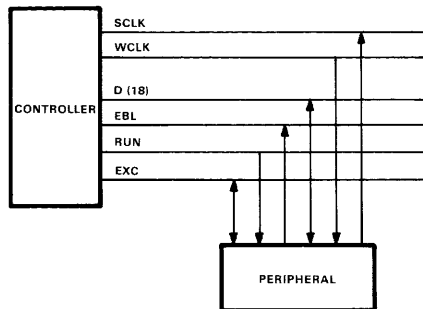 SCLK
WCLK
D (18)
CONTROLLER
EBL
RUN
EXC
PERIPHERAL